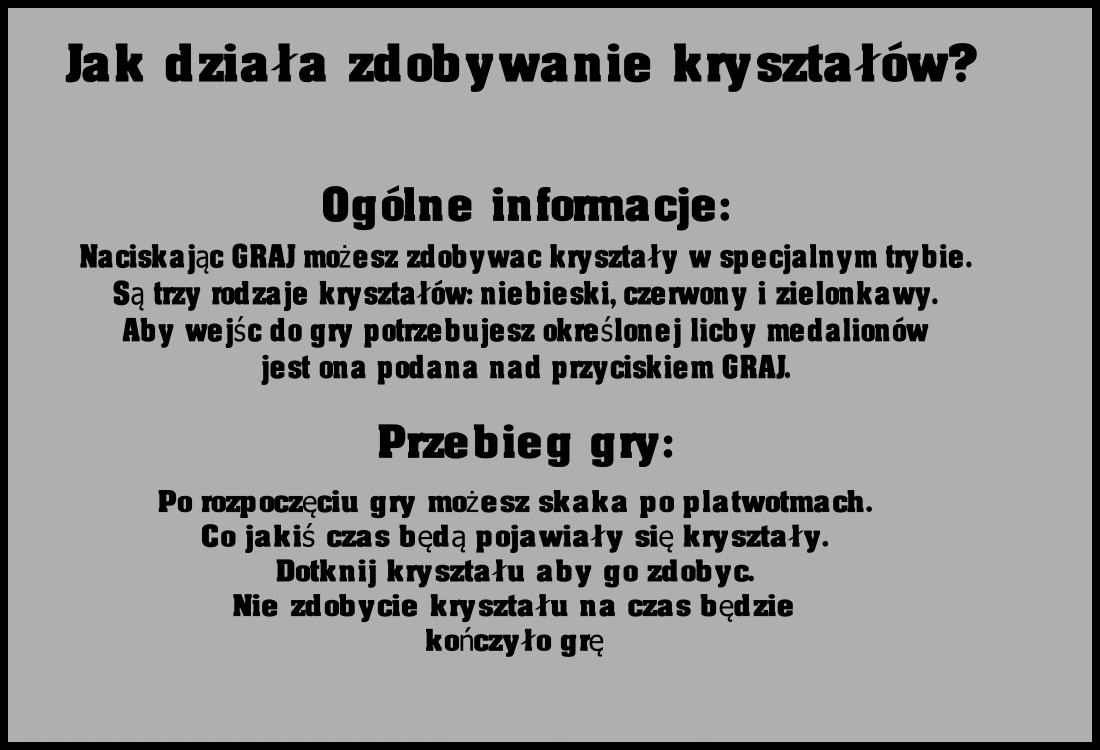 Jak działa zdobywanie kryształów?
Ogólne informacje:
Naciskając GRAJ możesz zdobywac kryształy w specjalnym trybie.
Są trzy rodzaje kryształów: niebieski, czerwony i zielonkawy.
Aby wejśc do gry potrzebujesz określonej licby medalionów
jest ona podana nad przyciskiem GRAJ.
Przebieg gry:
Po rozpoczęciu gry możesz skaka po platwotmach.
Co jakiś czas będą pojawiały się kryształy.
Dotknij kryształu aby go zdobyc.
Nie zdobycie kryształu na czas będzie
kończyło grę